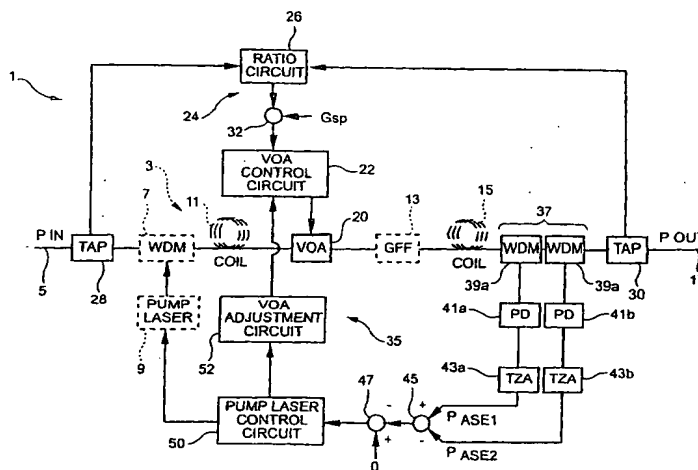 26
RATIO CIRCUIT
1
24
32
Gsp
VOA CONTROL CIRCUIT
22
3
7
11
13
15
37
P IN
TAP
WDM
COIL
VOA
20
GFF
COIL
WDM
WDM
TAP
P OUT
5
28
39a
39a
30
1
PUMP LASER
9
VOA ADJUSTMENT CIRCUIT
52
35
41a
PD
PD
41b
43a
TZA
TZA
43b
PUMP LASER CONTROL CIRCUIT
50
47
-
+
0
45
+
-
P ASE1
P ASE2